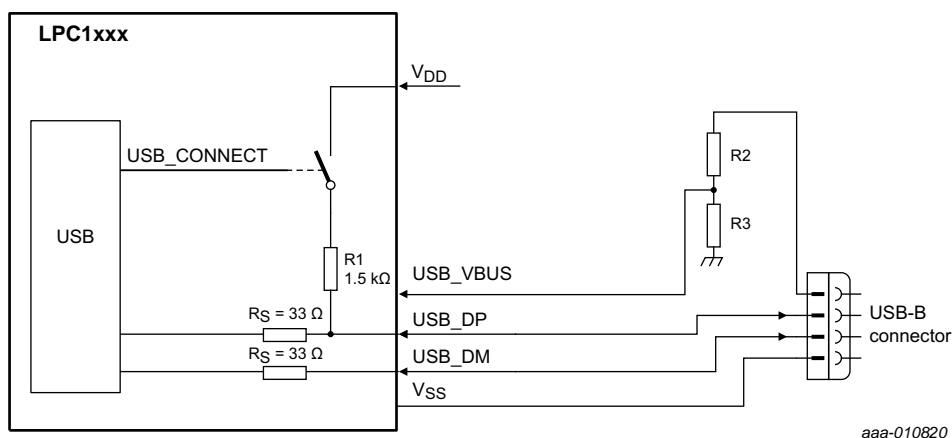 LPC1xxx
VDD
USB_CONNECT
R2
R3
USB
R1
1.5 kΩ
USB_VBUS
RS = 33 Ω
USB_DP
USB-B
connector
RS = 33 Ω
USB_DM
VSS
aaa-010820